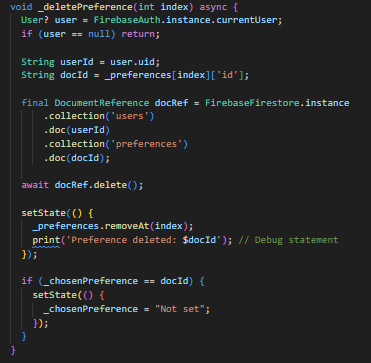 void _deletePreference(int index) async {
  User? user = FirebaseAuth.instance.currentUser;
  if (user == null) return;

  String userId = user.uid;
  String docId = _preferences[index]['id'];

  final DocumentReference docRef = FirebaseFirestore.instance
      .collection('users')
      .doc(userId)
      .collection('preferences')
      .doc(docId);

  await docRef.delete();

  setState(() {
    _preferences.removeAt(index);
    print('Preference deleted: $docId'); // Debug statement
  });

  if (_chosenPreference == docId) {
    setState(() {
      _chosenPreference = "Not set";
    });
  }
}